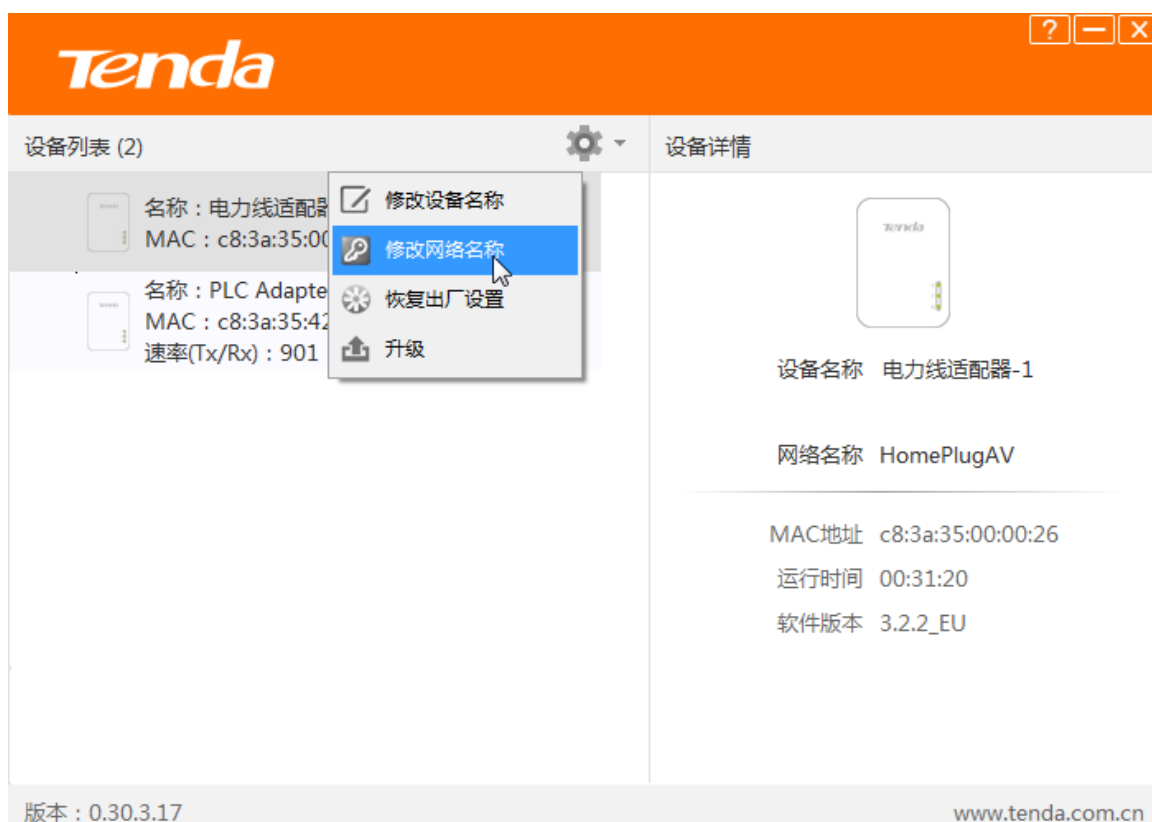 Tenda
设备列表 (2)
设备详情
名称：电力线适配器
MAC：c8:3a:35:00
名称：PLC Adapte
MAC：c8:3a:35:42
速率(Tx/Rx)：901
修改设备名称
修改网络名称
恢复出厂设置
升级
Tenda
设备名称 电力线适配器-1
网络名称 HomePlugAV
MAC地址 c8:3a:35:00:00:26
运行时间 00:31:20
软件版本 3.2.2_EU
版本：0.30.3.17
www.tenda.com.cn